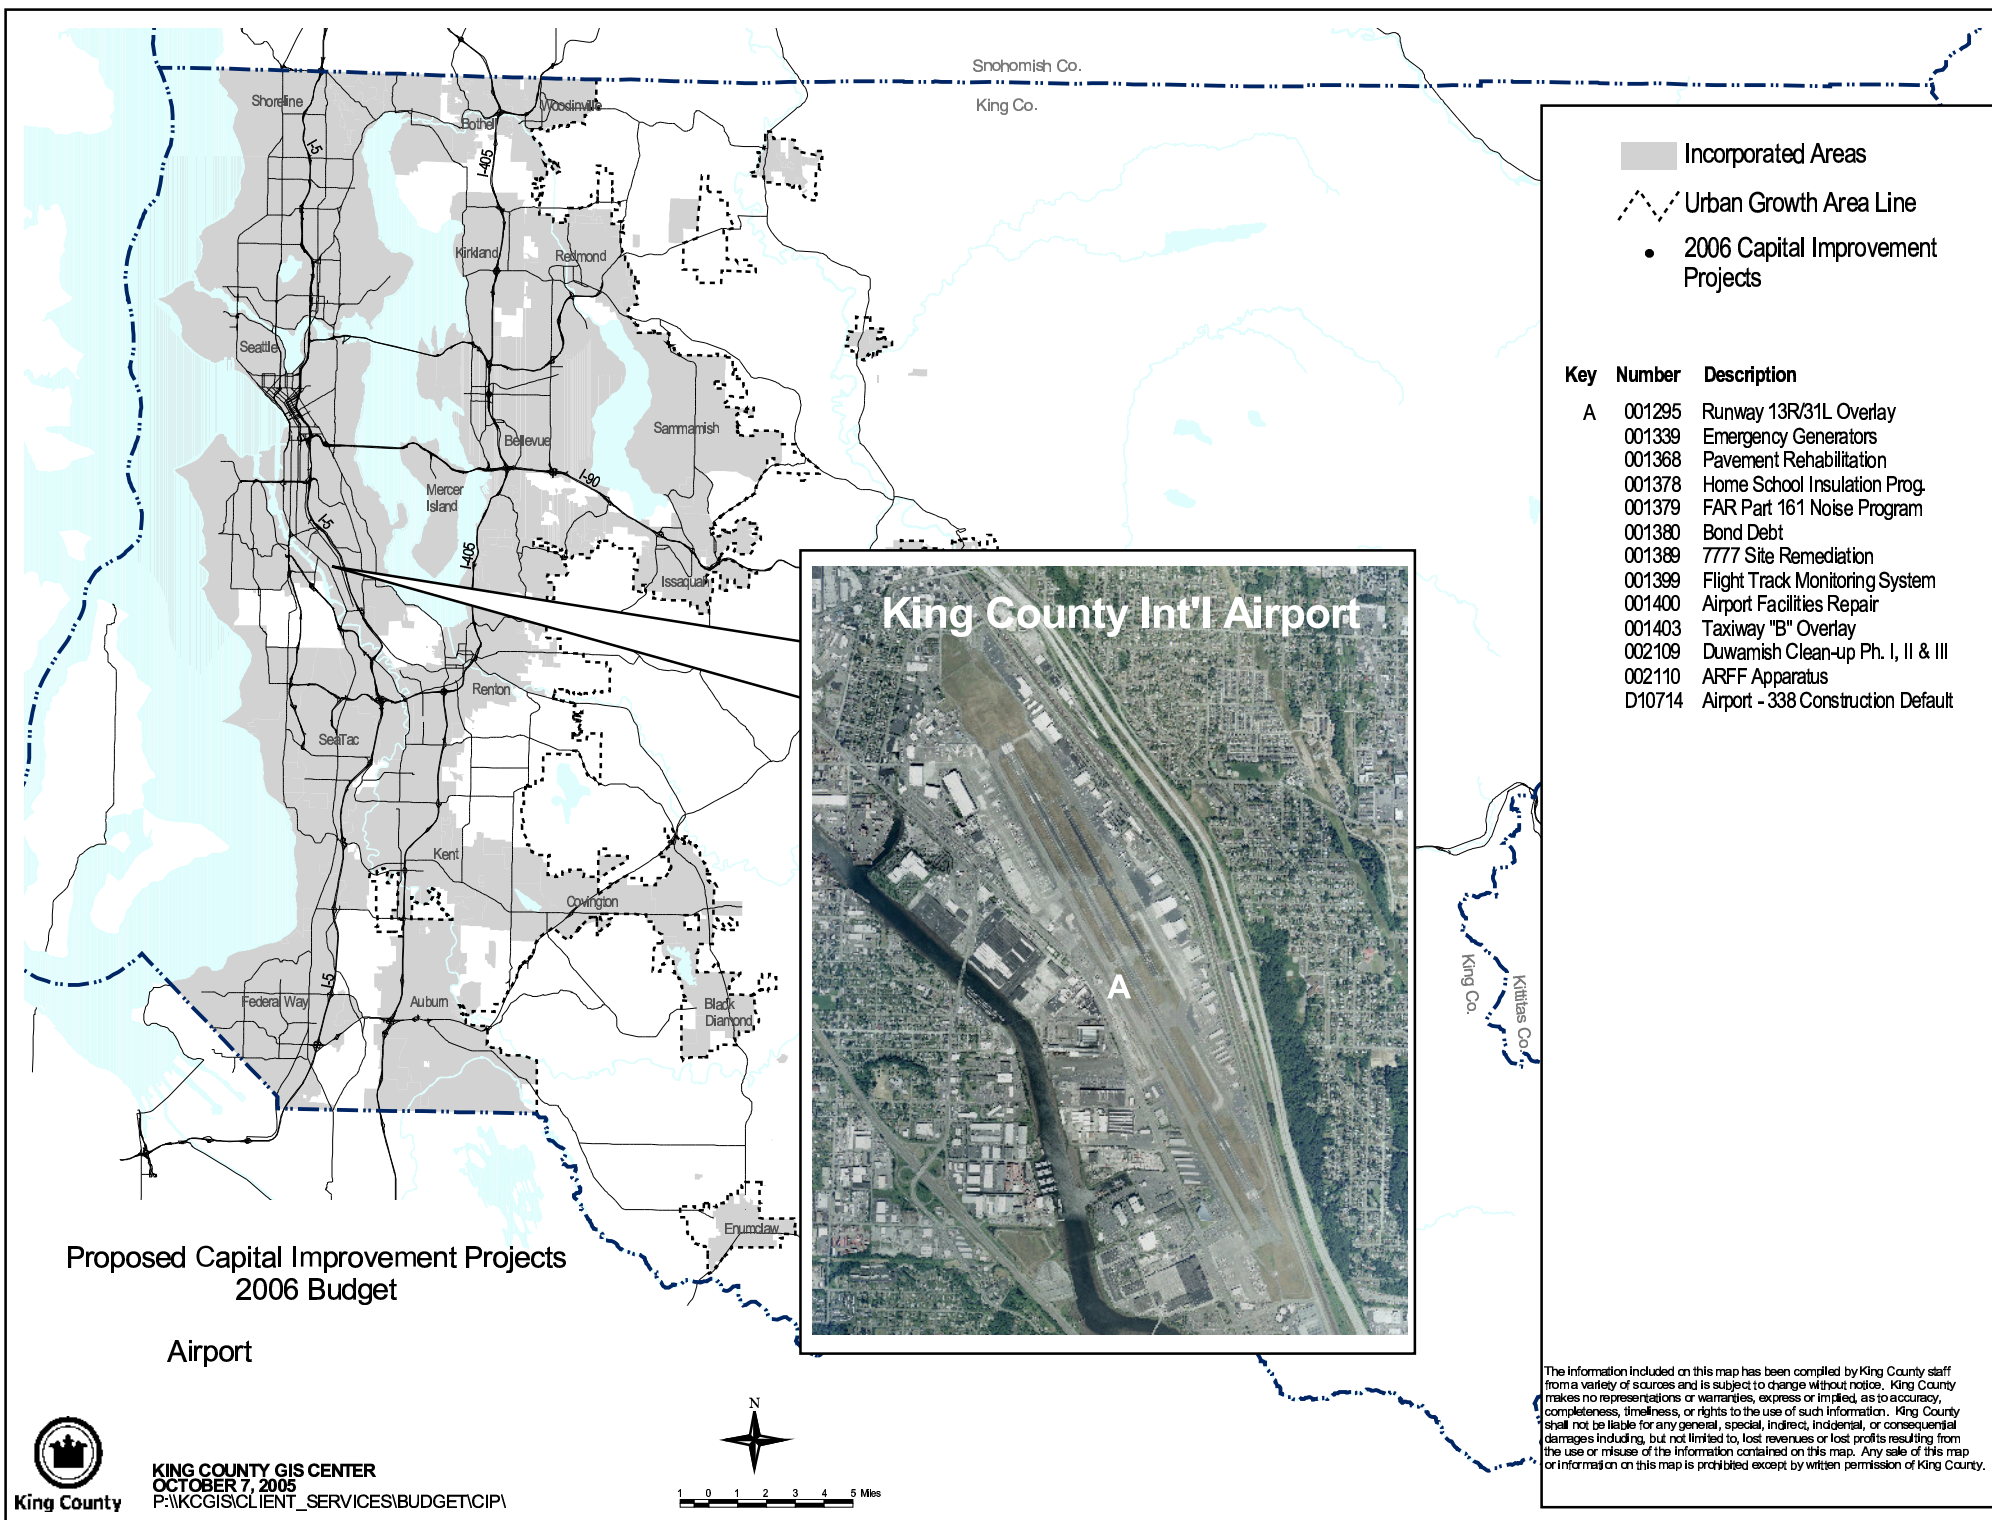 Snohomish Co.
King Co.
Shoreline
Woodinville
Bothell
I-5
I-405
Kirkland
Redmond
Seattle
Bellevue
Sammamish
Mercer
Island
I-90
I-5
I-405
Issaquah
Renton
SeaTac
Kent
Covington
I-5
Federal Way
Auburn
Black
Diamond
Enumclaw
King Co.
Kittitas Co.
King County Int'l Airport
A
Incorporated Areas
Urban Growth Area Line
2006 Capital Improvement
Projects
Key Number Description
A 001295 Runway 13R/31L Overlay
001339 Emergency Generators
001368 Pavement Rehabilitation
001378 Home School Insulation Prog.
001379 FAR Part 161 Noise Program
001380 Bond Debt
001389 7777 Site Remediation
001399 Flight Track Monitoring System
001400 Airport Facilities Repair
001403 Taxiway "B" Overlay
002109 Duwamish Clean-up Ph. I, II & III
002110 ARFF Apparatus
D10714 Airport - 338 Construction Default
Proposed Capital Improvement Projects
2006 Budget
Airport
King County
KING COUNTY GIS CENTER
OCTOBER 7, 2005
P:\\KCGIS\CLIENT_SERVICES\BUDGET\CIP\
N
1 0 1 2 3 4 5 Miles
The information included on this map has been compiled by King County staff
from a variety of sources and is subject to change without notice. King County
makes no representations or warranties, express or implied, as to accuracy,
completeness, timeliness, or rights to the use of such information. King County
shall not be liable for any general, special, indirect, incidental, or consequential
damages including, but not limited to, lost revenues or lost profits resulting from
the use or misuse of the information contained on this map. Any sale of this map
or information on this map is prohibited except by written permission of King County.